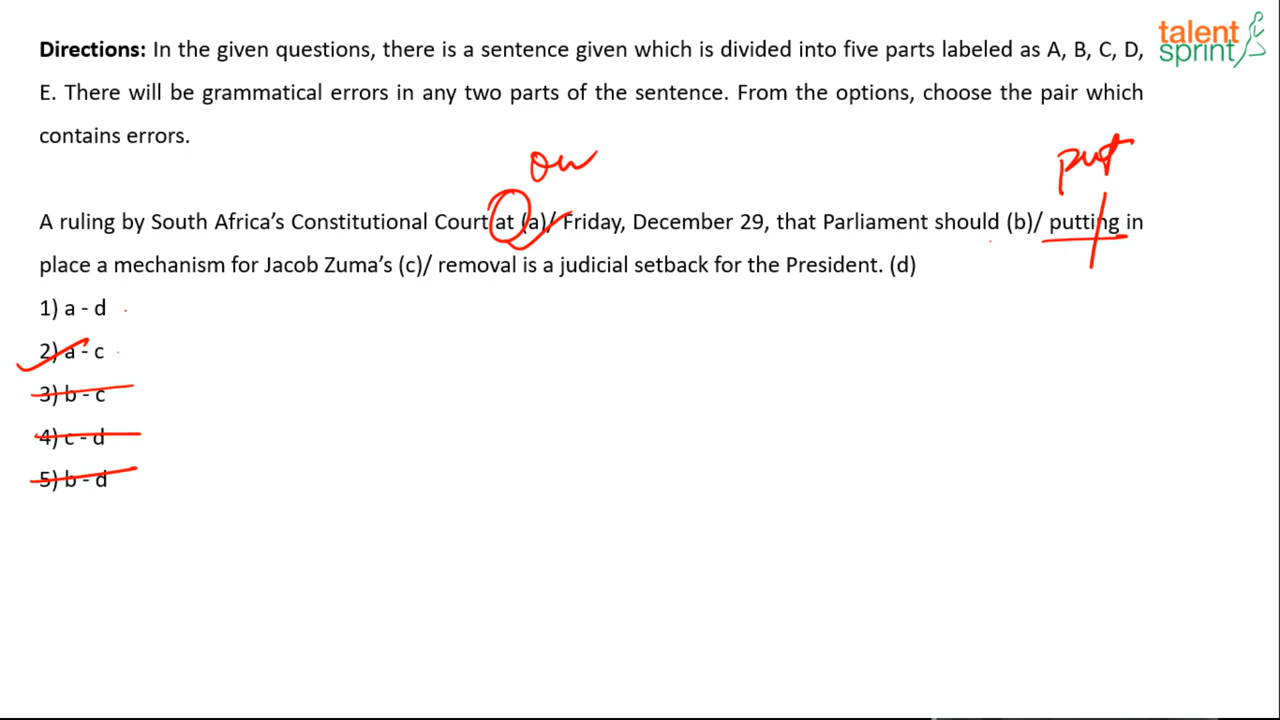 talent
sprint
Directions: In the given questions, there is a sentence given which is divided into five parts labeled as A, B, C, D,
E. There will be grammatical errors in any two parts of the sentence. From the options, choose the pair which
contains errors.
on
put
A ruling by South Africa’s Constitutional Court at (a)/ Friday, December 29, that Parliament should (b)/ putting in
place a mechanism for Jacob Zuma’s (c)/ removal is a judicial setback for the President. (d)
1) a - d
2) a - c
3) b - c
4) c - d
5) b - d